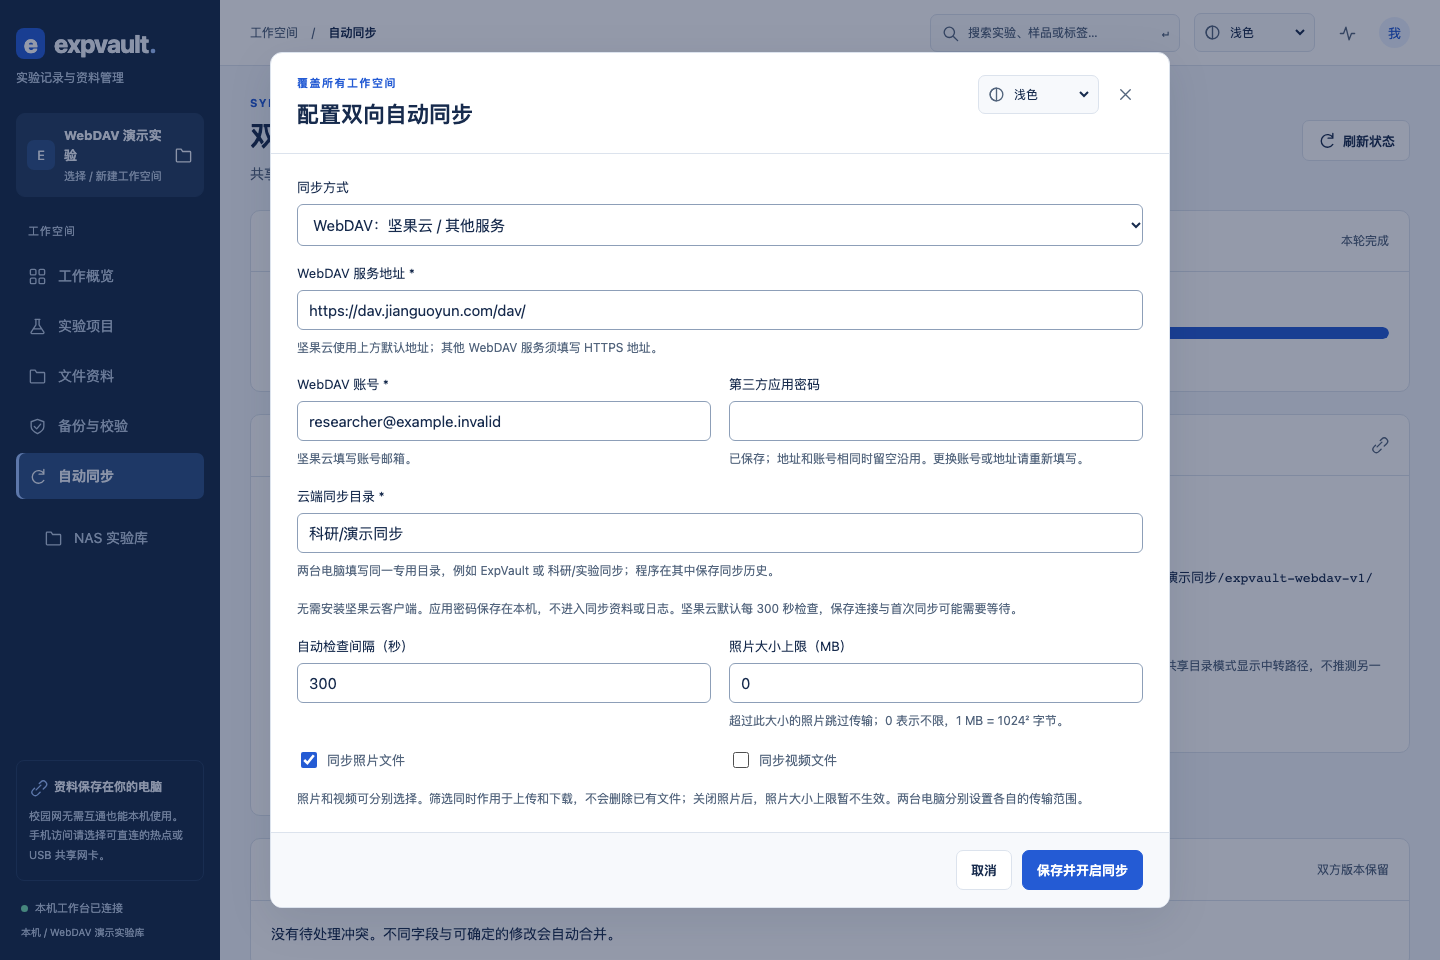 expvault.
实验记录与资料管理
E
WebDAV 演示实
验
选择 / 新建工作空间
工作空间
工作概览
实验项目
文件资料
备份与校验
自动同步
NAS 实验库
资料保存在你的电脑
校园网无需互通也能本机使用。
手机访问请选择可直连的热点或
USB 共享网卡。
本机工作台已连接
本机 / WebDAV 演示实验库
工作空间 / 自动同步
搜索实验、样品或标签...
浅色
我
刷新状态
本轮完成
覆盖所有工作空间
配置双向自动同步
浅色
同步方式
WebDAV：坚果云 / 其他服务
WebDAV 服务地址 *
https://dav.jianguoyun.com/dav/
坚果云使用上方默认地址；其他 WebDAV 服务须填写 HTTPS 地址。
WebDAV 账号 *
第三方应用密码
researcher@example.invalid
坚果云填写账号邮箱。
已保存；地址和账号相同时留空沿用。更换账号或地址请重新填写。
云端同步目录 *
科研/演示同步
两台电脑填写同一专用目录，例如 ExpVault 或 科研/实验同步；程序在其中保存同步历史。
无需安装坚果云客户端。应用密码保存在本机，不进入同步资料或日志。坚果云默认每 300 秒检查，保存连接与首次同步可能需要等待。
自动检查间隔（秒）
照片大小上限（MB）
300
0
超过此大小的照片跳过传输；0 表示不限，1 MB = 1024² 字节。
同步照片文件
同步视频文件
照片和视频可分别选择。筛选同时作用于上传和下载，不会删除已有文件；关闭照片后，照片大小上限暂不生效。两台电脑分别设置各自的传输范围。
取消
保存并开启同步
演示同步/expvault-webdav-v1/
共享目录模式显示中转路径，不推测另一
双方版本保留
没有待处理冲突。不同字段与可确定的修改会自动合并。